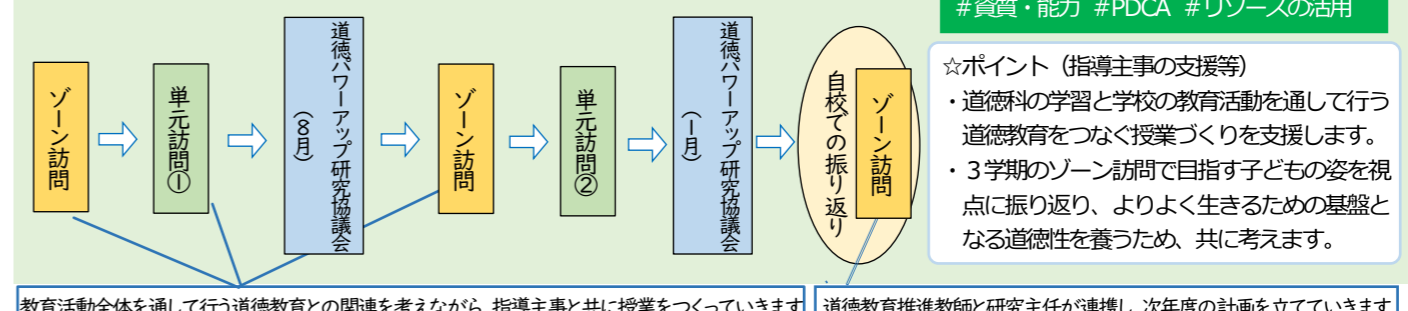 #資質・能力 #PDCA #リソースの活用
ゾーン訪問
単元訪問①
道徳パワーアップ研究協議会
(8月)
ゾーン訪問
単元訪問②
道徳パワーアップ研究協議会
(1月)
自校での振り返り
ゾーン訪問
☆ポイント（指導主事の支援等）
・道徳科の学習と学校の教育活動を通して行う
道徳教育をつなぐ授業づくりを支援します。
・３学期のゾーン訪問で目指す子どもの姿を視
点に振り返り、よりよく生きるための基盤と
なる道徳性を養うため、共に考えます。
教育活動全体を通して行う道徳教育との関連を考えながら、指導主事と共に授業をつくっていきます
道徳教育推進教師と研究主任が連携し、次年度の計画を立てていきます